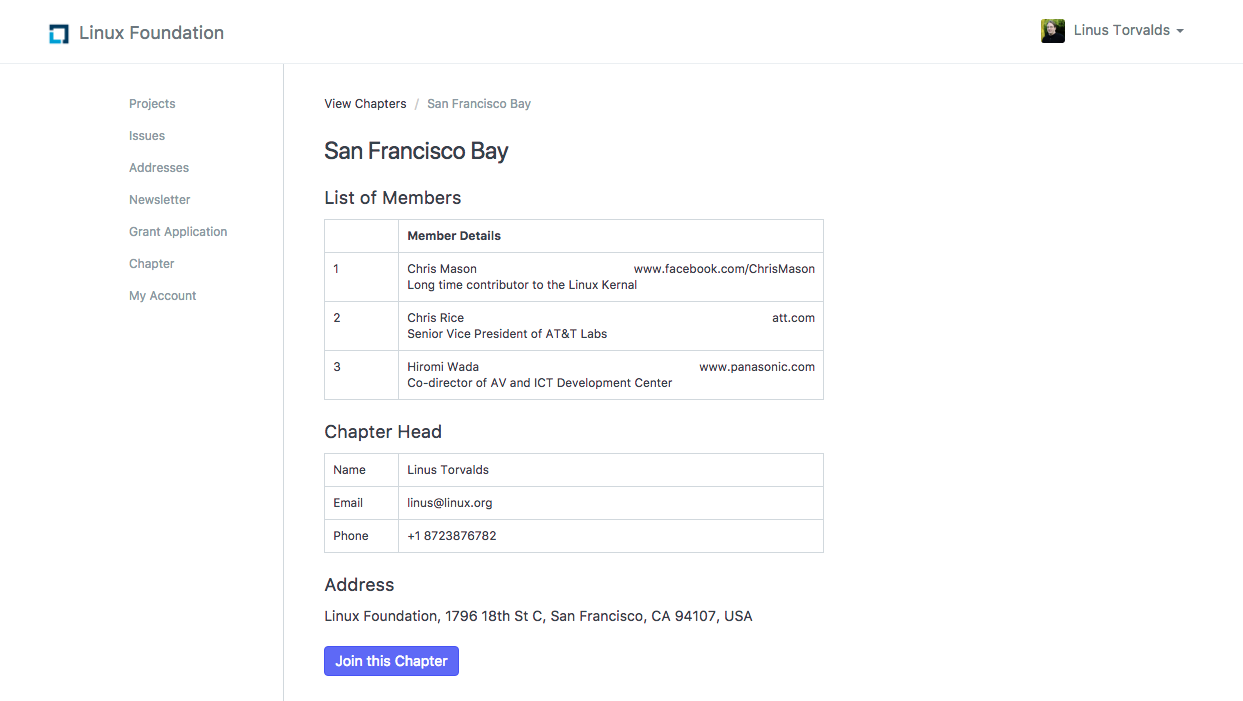 Linux Foundation
Linus Torvalds
Projects
Issues
Addresses
Newsletter
Grant Application
Chapter
My Account
View Chapters / San Francisco Bay
San Francisco Bay
List of Members
Member Details
1 Chris Mason www.facebook.com/ChrisMason
Long time contributor to the Linux Kernal
2 Chris Rice att.com
Senior Vice President of AT&T Labs
3 Hiromi Wada www.panasonic.com
Co-director of AV and ICT Development Center
Chapter Head
Name Linus Torvalds
Email linus@linux.org
Phone +1 8723876782
Address
Linux Foundation, 1796 18th St C, San Francisco, CA 94107, USA
Join this Chapter